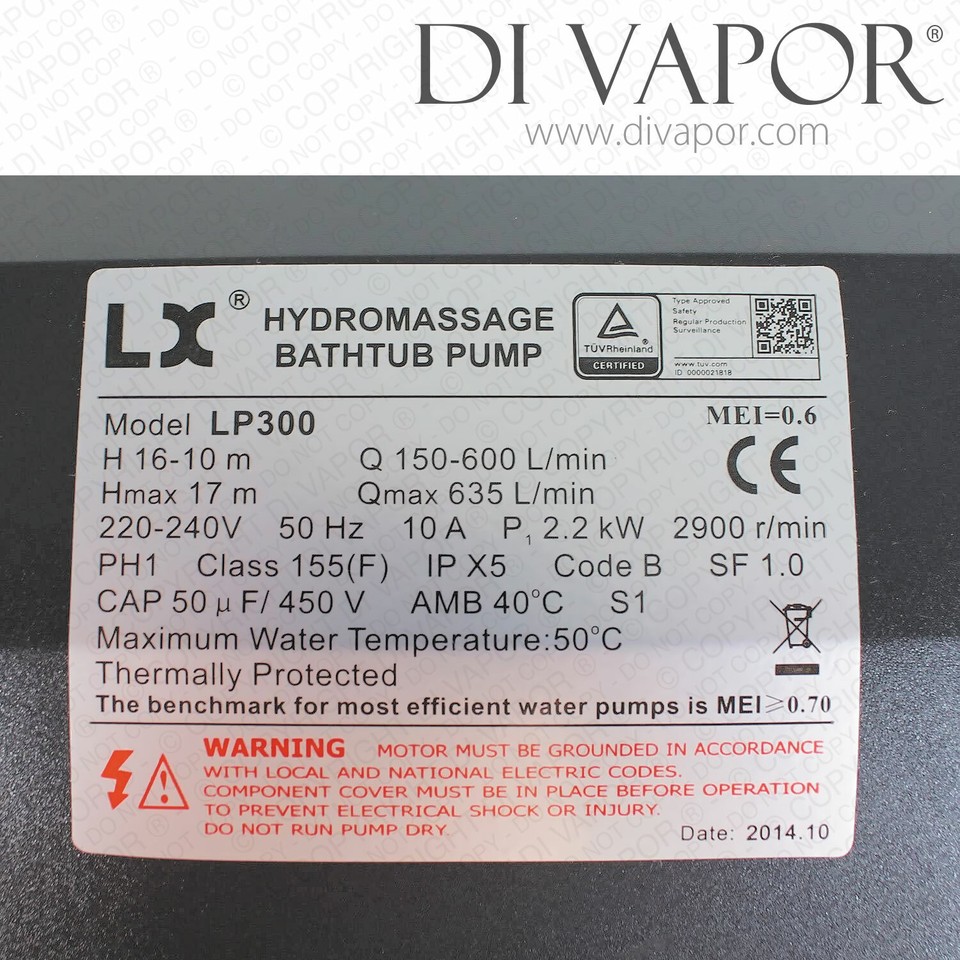 DI VAPOR®
www.divapor.com
LX®
HYDROMASSAGE
BATHTUB PUMP
TÜVRheinland®
CERTIFIED
Type Approved
Safety
Regular Production
Surveillance
www.tuv.com
ID 0000021818
Model LP300
MEI=0.6
H 16-10 m Q 150-600 L/min
CE
Hmax 17 m Qmax 635 L/min
220-240V 50 Hz 10 A P₁ 2.2 kW 2900 r/min
PH1 Class 155(F) IP X5 Code B SF 1.0
CAP 50 μF/ 450 V AMB 40°C S1
Maximum Water Temperature:50°C
Thermally Protected
The benchmark for most efficient water pumps is MEI≥0.70
WARNING MOTOR MUST BE GROUNDED IN ACCORDANCE
WITH LOCAL AND NATIONAL ELECTRIC CODES.
COMPONENT COVER MUST BE IN PLACE BEFORE OPERATION
TO PREVENT ELECTRICAL SHOCK OR INJURY.
DO NOT RUN PUMP DRY.
Date: 2014.10